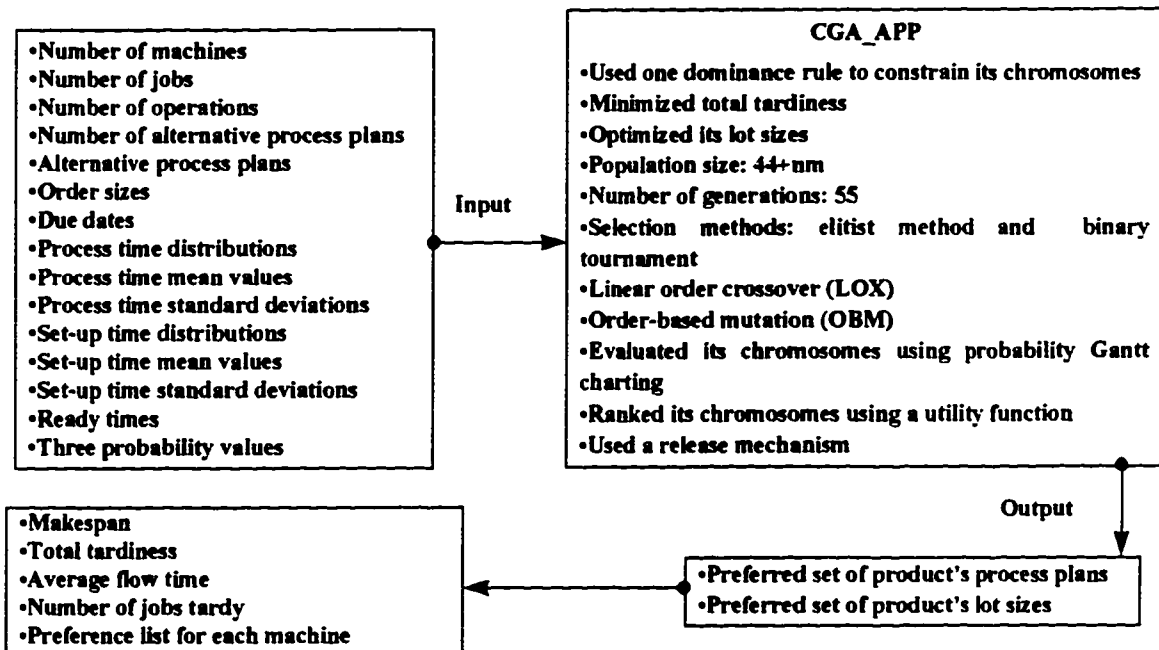 •Number of machines
•Number of jobs
•Number of operations
•Number of alternative process plans
•Alternative process plans
•Order sizes
•Due dates
•Process time distributions
•Process time mean values
•Process time standard deviations
•Set-up time distributions
•Set-up time mean values
•Set-up time standard deviations
•Ready times
•Three probability values
Input
CGA_APP
•Used one dominance rule to constrain its chromosomes
•Minimized total tardiness
•Optimized its lot sizes
•Population size: 44+nm
•Number of generations: 55
•Selection methods: elitist method and binary
tournament
•Linear order crossover (LOX)
•Order-based mutation (OBM)
•Evaluated its chromosomes using probability Gantt
charting
•Ranked its chromosomes using a utility function
•Used a release mechanism
Output
•Preferred set of product's process plans
•Preferred set of product's lot sizes
•Makespan
•Total tardiness
•Average flow time
•Number of jobs tardy
•Preference list for each machine